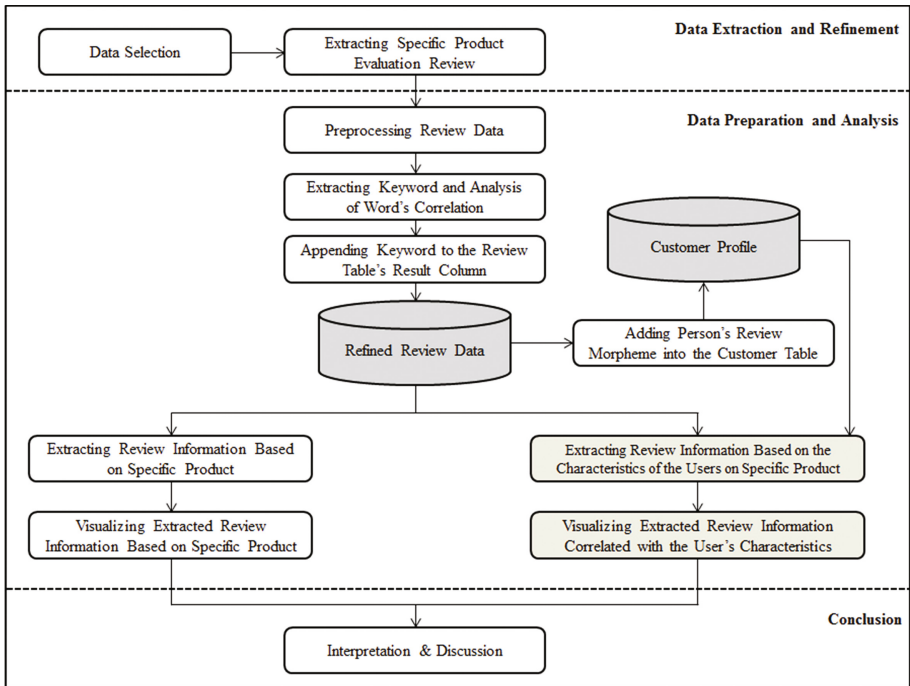 Data Extraction and Refinement
Data Selection
Extracting Specific Product
Evaluation Review
Data Preparation and Analysis
Preprocessing Review Data
Extracting Keyword and Analysis
of Word's Correlation
Appending Keyword to the Review
Table's Result Column
Customer Profile
Refined Review Data
Adding Person's Review
Morpheme into the Customer Table
Extracting Review Information Based
on Specific Product
Extracting Review Information Based on the
Characteristics of the Users on Specific Product
Visualizing Extracted Review
Information Based on Specific Product
Visualizing Extracted Review Information
Correlated with the User's Characteristics
Conclusion
Interpretation & Discussion